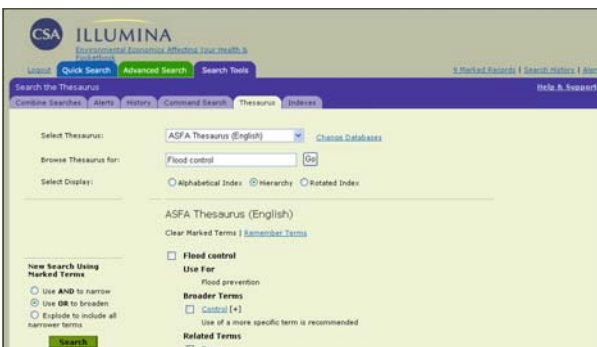 CSA ILLUMINA
Environmental Economics Affecting Your Health &
Pocketbook
Logout Quick Search Advanced Search Search Tools 9 Marked Records | Search History | Aler
Search the Thesaurus Help & Support
Combine Searches Alerts History Command Search Thesaurus Indexes
Select Thesaurus: ASFA Thesaurus (English) Change Databases
Browse Thesaurus for: Flood control Go
Select Display: Alphabetical Index Hierarchy Rotated Index
ASFA Thesaurus (English)
Clear Marked Terms | Remember Terms
Flood control
Use For
Flood prevention
Broader Terms
Control [+]
Use of a more specific term is recommended
Related Terms
New Search Using
Marked Terms
Use AND to narrow
Use OR to broaden
Explode to include all
narrower terms
Search